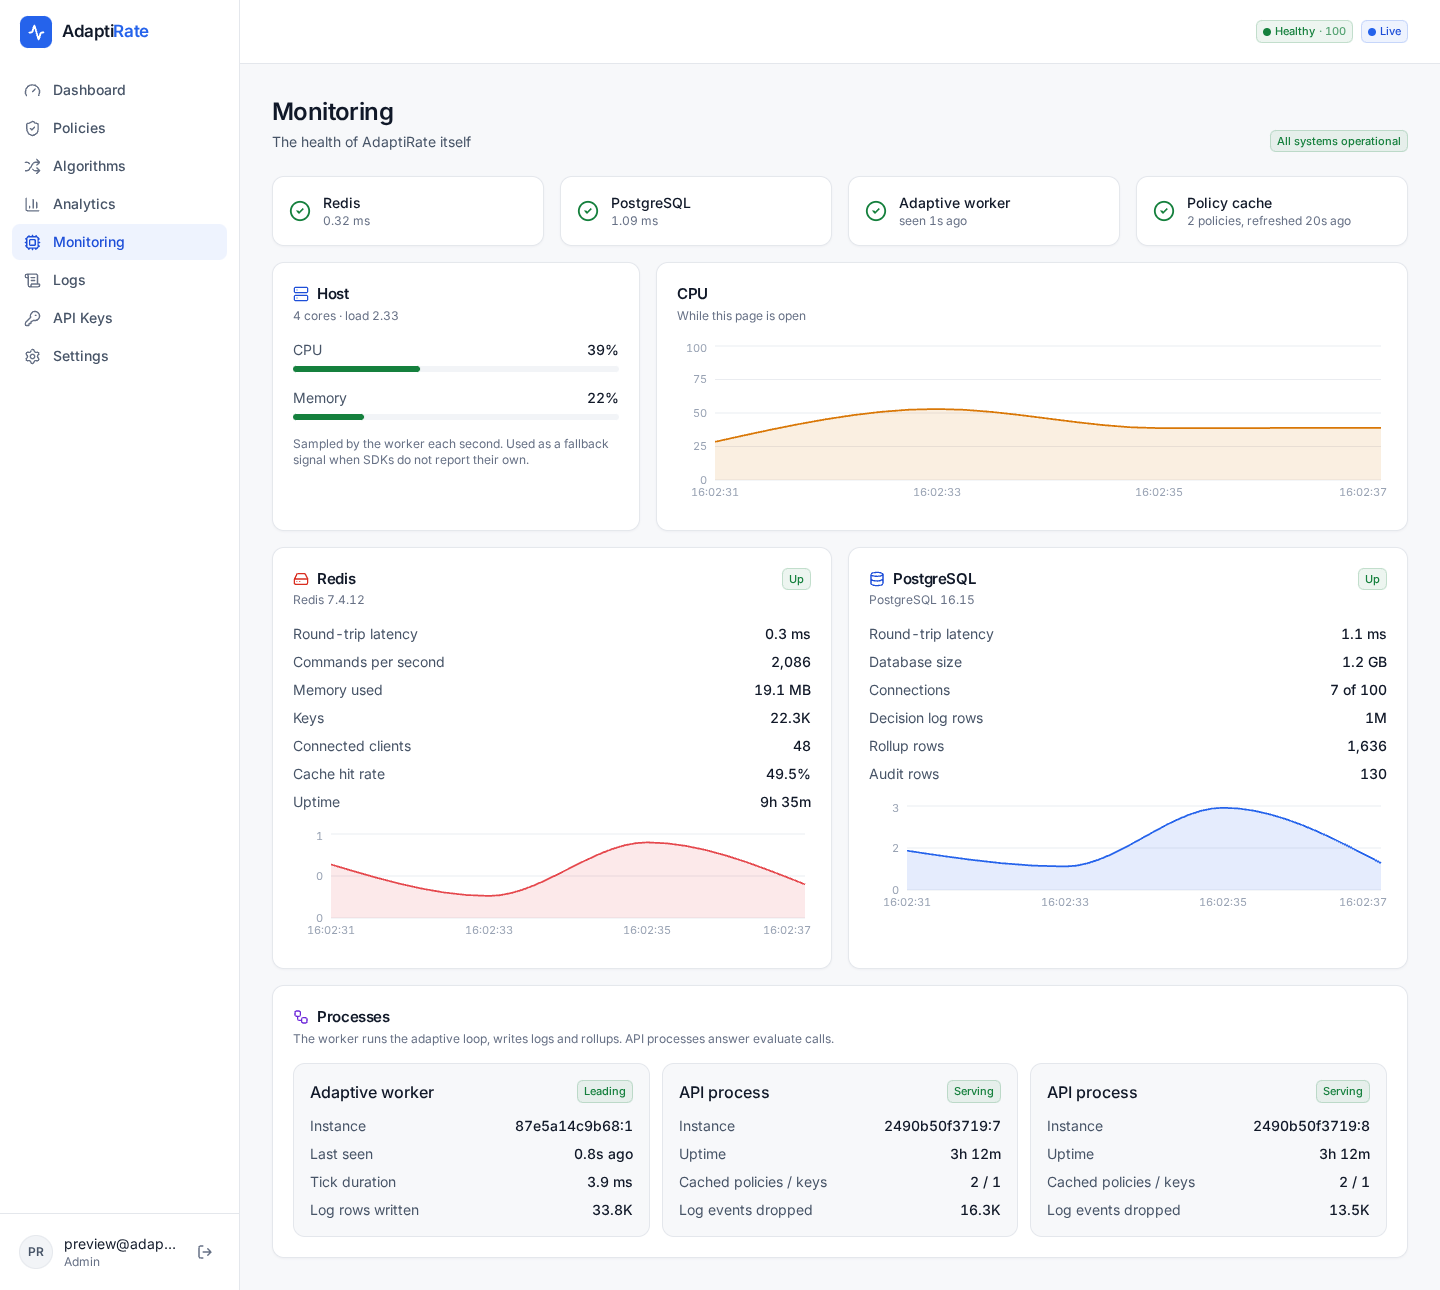 AdaptiRate
Healthy · 100
Live
Dashboard
Policies
Algorithms
Analytics
Monitoring
Logs
API Keys
Settings
Monitoring
The health of AdaptiRate itself
All systems operational
Redis
0.32 ms
PostgreSQL
1.09 ms
Adaptive worker
seen 1s ago
Policy cache
2 policies, refreshed 20s ago
Host
4 cores · load 2.33
CPU 39%
Memory 22%
Sampled by the worker each second. Used as a fallback
signal when SDKs do not report their own.
CPU
While this page is open
100
75
50
25
0
16:02:31 16:02:33 16:02:35 16:02:37
Redis
Up
Redis 7.4.12
Round-trip latency 0.3 ms
Commands per second 2,086
Memory used 19.1 MB
Keys 22.3K
Connected clients 48
Cache hit rate 49.5%
Uptime 9h 35m
1
0
0
16:02:31 16:02:33 16:02:35 16:02:37
PostgreSQL
Up
PostgreSQL 16.15
Round-trip latency 1.1 ms
Database size 1.2 GB
Connections 7 of 100
Decision log rows 1M
Rollup rows 1,636
Audit rows 130
3
2
0
16:02:31 16:02:33 16:02:35 16:02:37
Processes
The worker runs the adaptive loop, writes logs and rollups. API processes answer evaluate calls.
Adaptive worker Leading
Instance 87e5a14c9b68:1
Last seen 0.8s ago
Tick duration 3.9 ms
Log rows written 33.8K
API process Serving
Instance 2490b50f3719:7
Uptime 3h 12m
Cached policies / keys 2 / 1
Log events dropped 16.3K
API process Serving
Instance 2490b50f3719:8
Uptime 3h 12m
Cached policies / keys 2 / 1
Log events dropped 13.5K
PR
preview@adap...
Admin